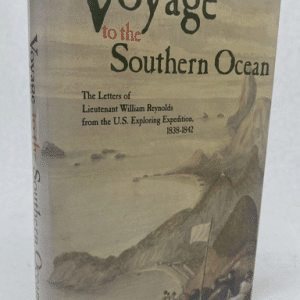 Voyage
to the
Southern Ocean
The Letters of
Lieutenant William Reynolds
from the U.S. Exploring Expedition,
1838-1842
Voyage to the Southern Ocean